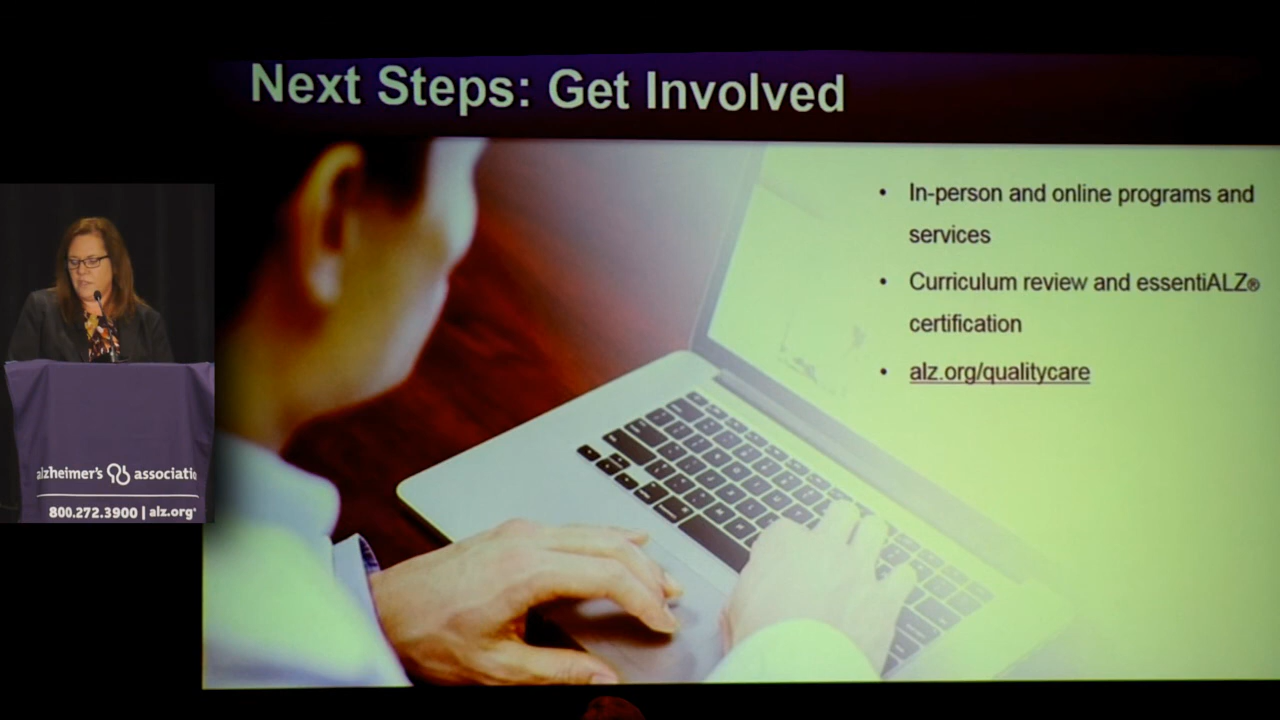 Next Steps: Get Involved
• In-person and online programs and
services
• Curriculum review and essentiALZ®
certification
• alz.org/qualitycare
alzheimer's associatio
800.272.3900 | alz.org*